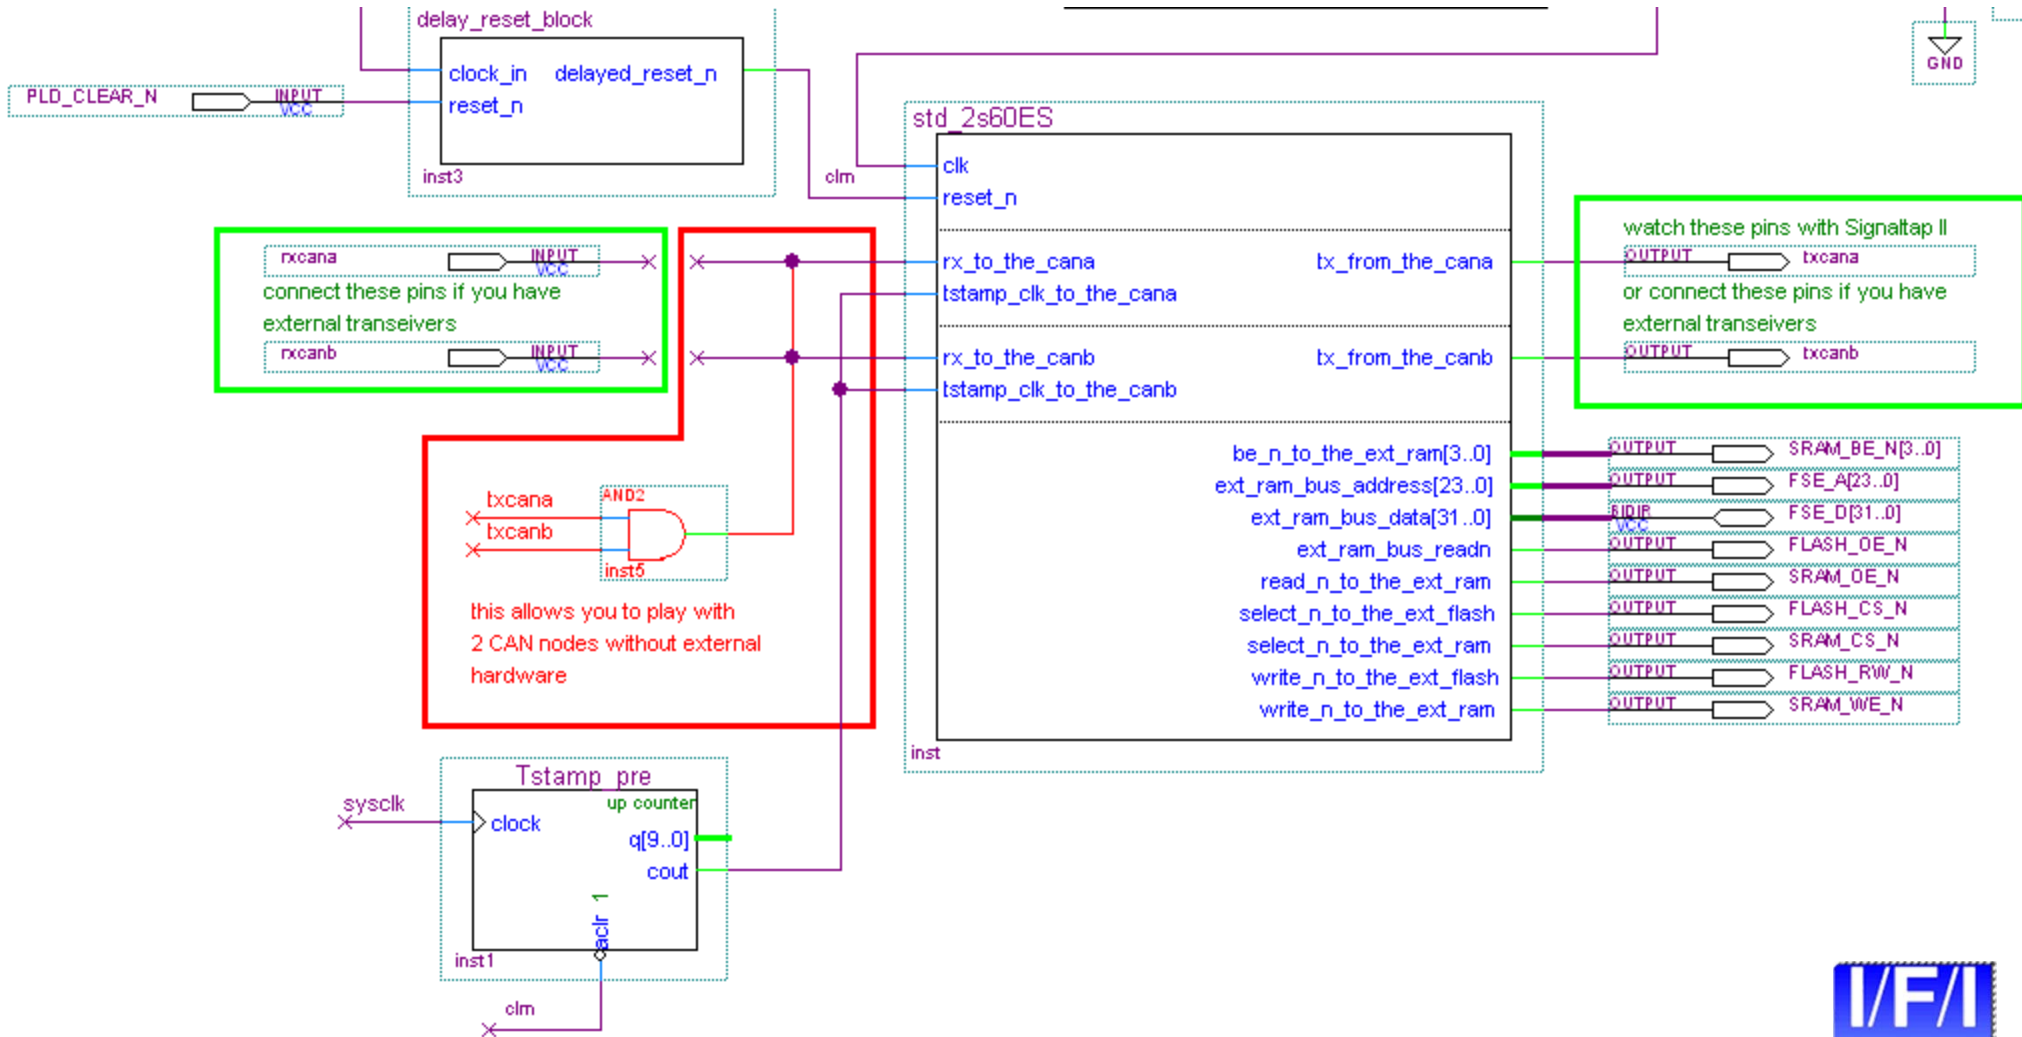 delay_reset_block
clock_in delayed_reset_n
reset_n
PLD_CLEAR_N INPUT
VCC
inst3
GND
std_2s60ES
clrn
clk
reset_n
rx_to_the_cana tx_from_the_cana
tstamp_clk_to_the_cana
rx_to_the_canb tx_from_the_canb
tstamp_clk_to_the_canb
be_n_to_the_ext_ram[3..0]
ext_ram_bus_address[23..0]
ext_ram_bus_data[31..0]
ext_ram_bus_readn
read_n_to_the_ext_ram
select_n_to_the_ext_flash
select_n_to_the_ext_ram
write_n_to_the_ext_flash
write_n_to_the_ext_ram
inst
rxcana INPUT
VCC
connect these pins if you have
external transeivers
rxcanb INPUT
VCC
watch these pins with Signaltap II
OUTPUT txcana
or connect these pins if you have
external transeivers
OUTPUT txcanb
OUTPUT SRAM_BE_N[3..0]
OUTPUT FSE_A[23..0]
BIDIR FSE_D[31..0]
VCC
OUTPUT FLASH_OE_N
OUTPUT SRAM_OE_N
OUTPUT FLASH_CS_N
OUTPUT SRAM_CS_N
OUTPUT FLASH_RW_N
OUTPUT SRAM_WE_N
txcana AND2
txcanb
inst5
this allows you to play with
2 CAN nodes without external
hardware
Tstamp_pre
up counter
sysclk
clock
q[9..0]
cout
1
aclr
inst1
clrn
I/F/I